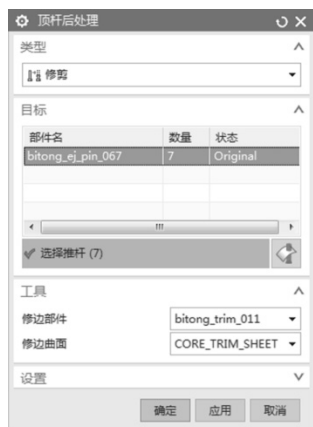 顶杆后处理
类型
修剪
目标
部件名 数量 状态
bitong_ej_pin_067 7 Original
选择推杆 (7)
工具
修边部件 bitong_trim_011
修边曲面 CORE_TRIM_SHEET
设置
确定 应用 取消